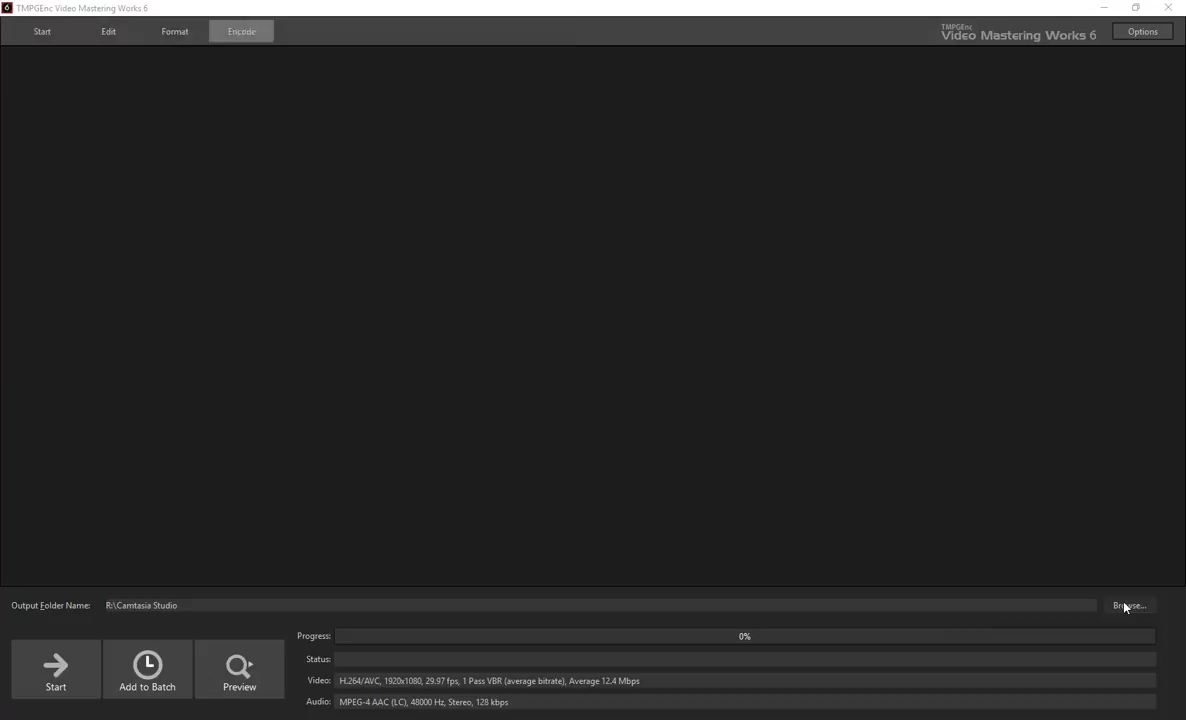 6 TMPGEnc Video Mastering Works 6
Start Edit Format Encode
TMPGEnc
Video Mastering Works 6
Options
Output Folder Name: R:\Camtasia Studio Browse...
Progress: 0%
Status:
Video: H.264/AVC, 1920x1080, 29.97 fps, 1 Pass VBR (average bitrate), Average 12.4 Mbps
Audio: MPEG-4 AAC (LC), 48000 Hz, Stereo, 128 kbps
Start Add to Batch Preview